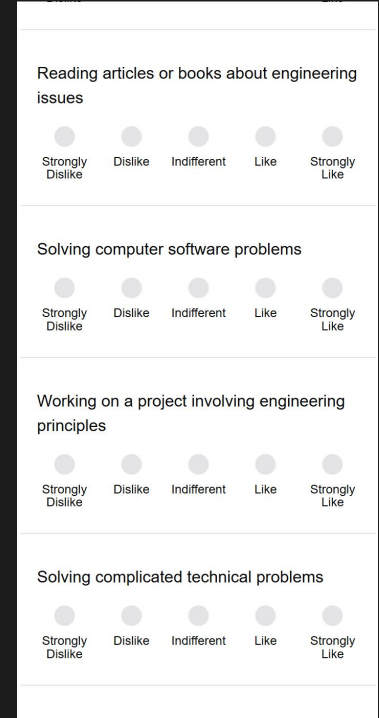 Reading articles or books about engineering
issues
Strongly Dislike Dislike Indifferent Like Strongly Like
Solving computer software problems
Strongly Dislike Dislike Indifferent Like Strongly Like
Working on a project involving engineering
principles
Strongly Dislike Dislike Indifferent Like Strongly Like
Solving complicated technical problems
Strongly Dislike Dislike Indifferent Like Strongly Like